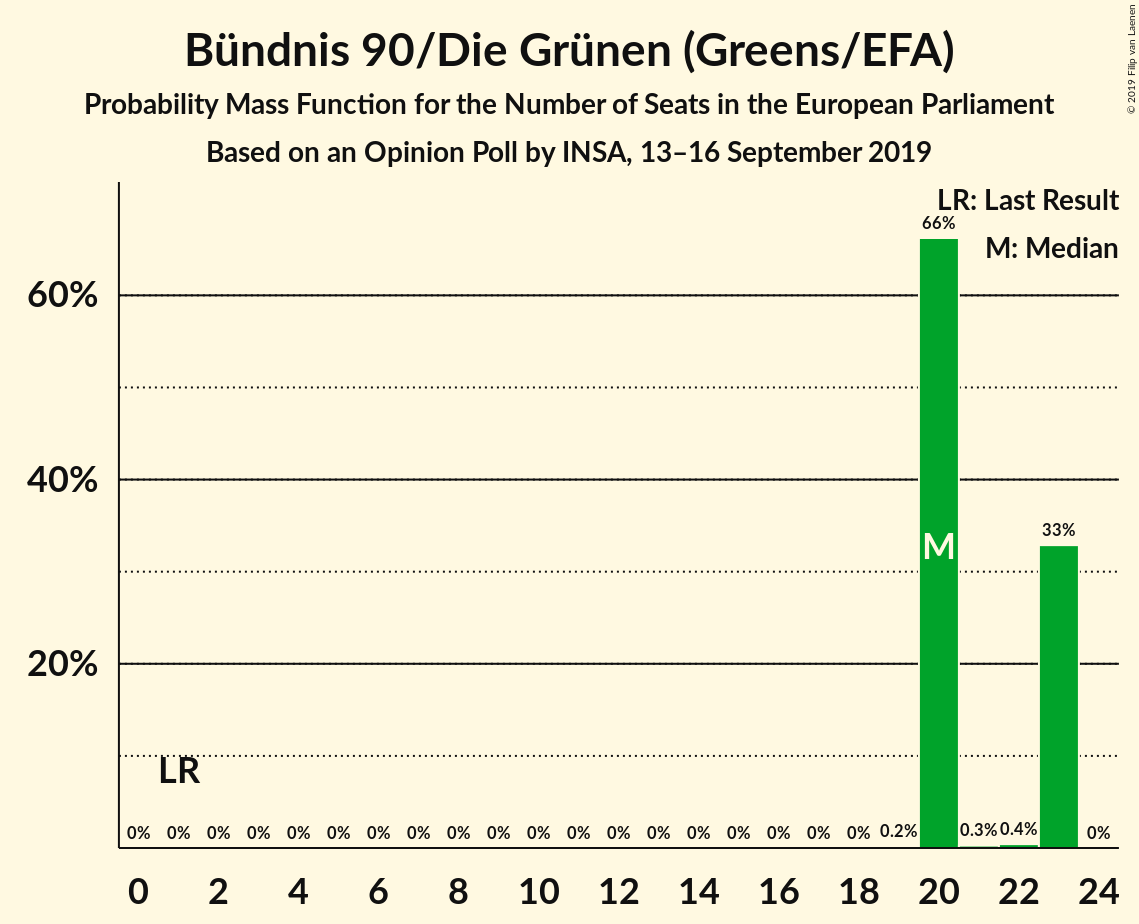 Bündnis 90/Die Grünen (Greens/EFA)
Probability Mass Function for the Number of Seats in the European Parliament
Based on an Opinion Poll by INSA, 13–16 September 2019
© 2019 Filip van Laenen
LR: Last Result
M: Median
66%
60%
40%
33%
M
20%
LR
0% 0% 0% 0% 0% 0% 0% 0% 0% 0% 0% 0% 0% 0% 0% 0% 0% 0% 0% 0.2% 0.3% 0.4% 0%
0 2 4 6 8 10 12 14 16 18 20 22 24